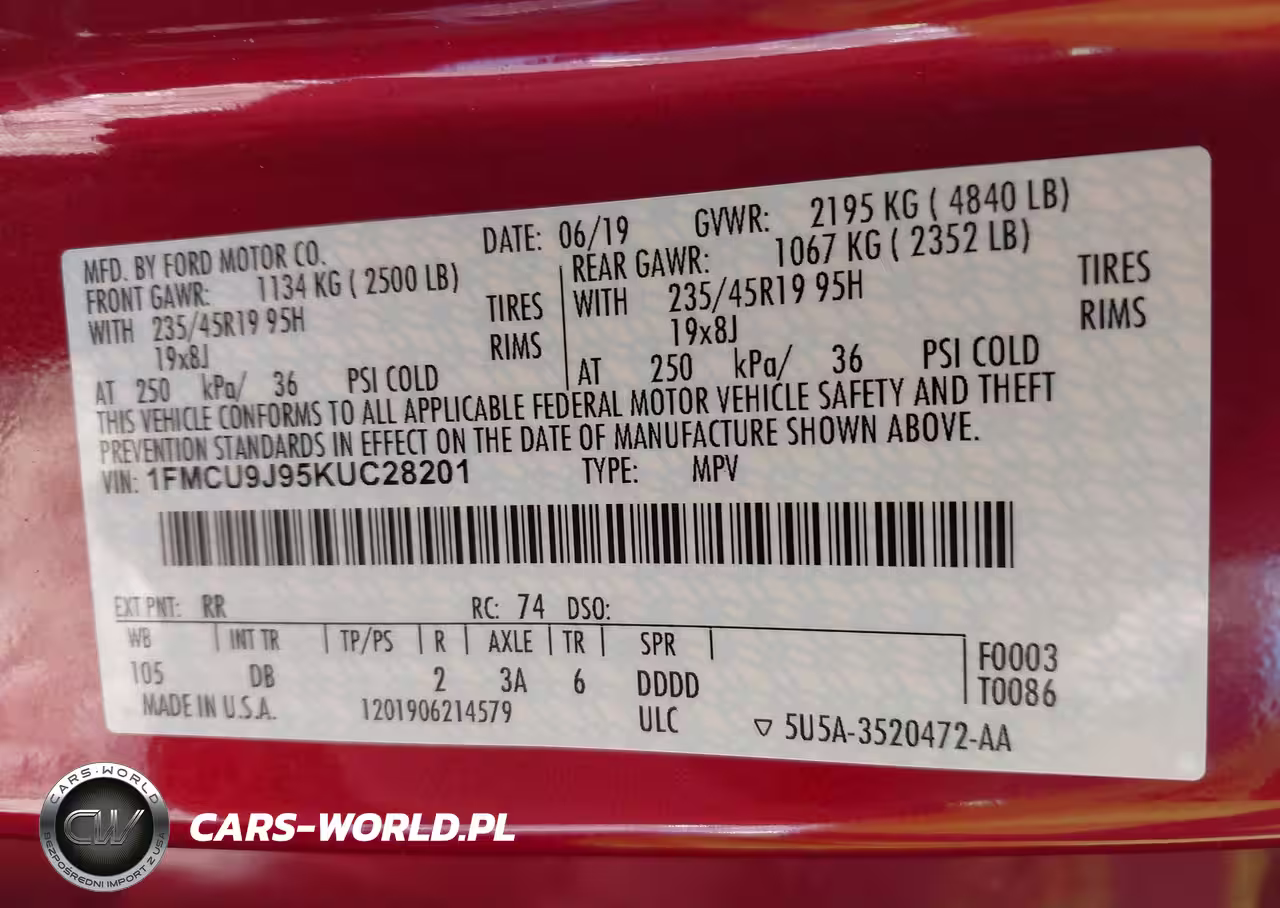 MFD. BY FORD MOTOR CO. DATE: 06/19 GVWR: 2195 KG ( 4840 LB)
FRONT GAWR: 1134 KG ( 2500 LB) REAR GAWR: 1067 KG ( 2352 LB)
WITH 235/45R19 95H TIRES WITH 235/45R19 95H TIRES
19x8J RIMS 19x8J RIMS
AT 250 kPa/ 36 PSI COLD AT 250 kPa/ 36 PSI COLD
THIS VEHICLE CONFORMS TO ALL APPLICABLE FEDERAL MOTOR VEHICLE SAFETY AND THEFT
PREVENTION STANDARDS IN EFFECT ON THE DATE OF MANUFACTURE SHOWN ABOVE.
VIN: 1FMCU9J95KUC28201 TYPE: MPV
EXT PNT: RR RC: 74 DSO:
WB INT TR TP/PS R AXLE TR SPR F0003
105 DB 2 3A 6 DDDD T0086
MADE IN U.S.A. 1201906214579 ULC ▽ 5U5A-3520472-AA
CARS-WORLD
CW
BEZPOŚREDNI IMPORT Z USA
CARS-WORLD.PL